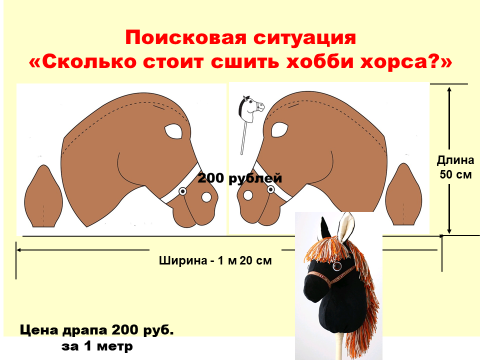 Поисковая ситуация
«Сколько стоит сшить хобби хорса?»
200 рублей
Длина
50 см
Ширина - 1 м 20 см
Цена драпа 200 руб.
за 1 метр